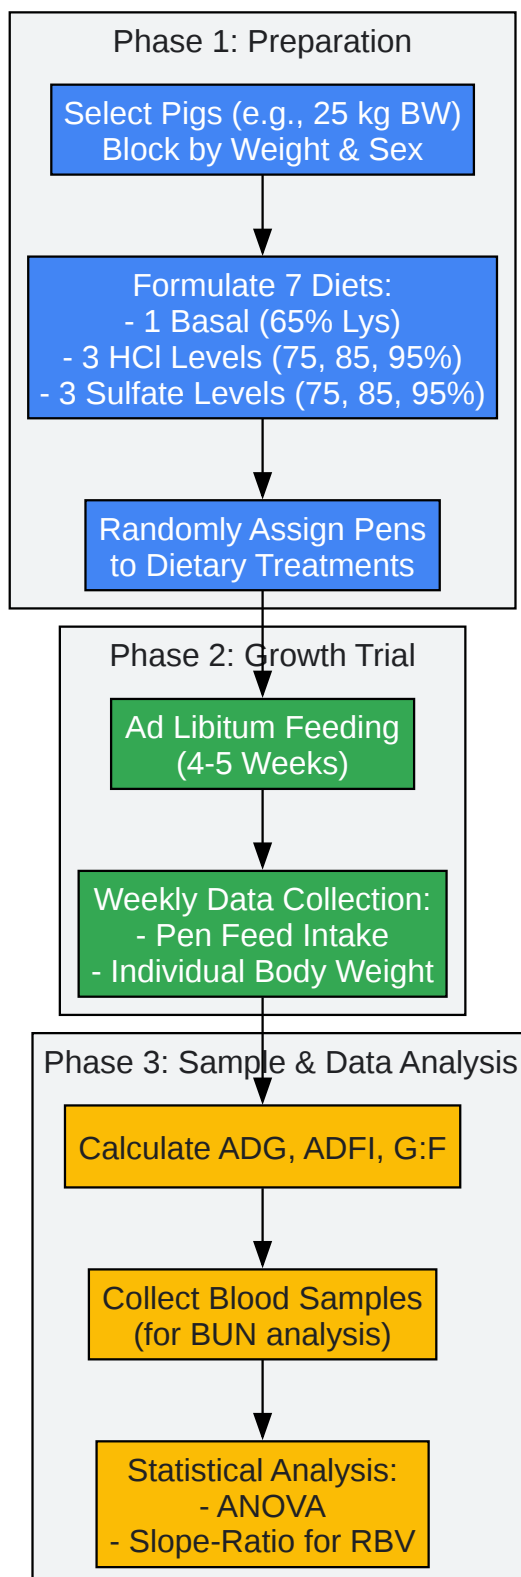 Phase 1: Preparation
Select Pigs (e.g., 25 kg BW)
Block by Weight & Sex
Formulate 7 Diets:
- 1 Basal (65% Lys)
- 3 HCl Levels (75, 85, 95%)
- 3 Sulfate Levels (75, 85, 95%)
Randomly Assign Pens
to Dietary Treatments
Phase 2: Growth Trial
Ad Libitum Feeding
(4-5 Weeks)
Weekly Data Collection:
- Pen Feed Intake
- Individual Body Weight
Phase 3: Sample & Data Analysis
Calculate ADG, ADFI, G:F
Collect Blood Samples
(for BUN analysis)
Statistical Analysis:
- ANOVA
- Slope-Ratio for RBV